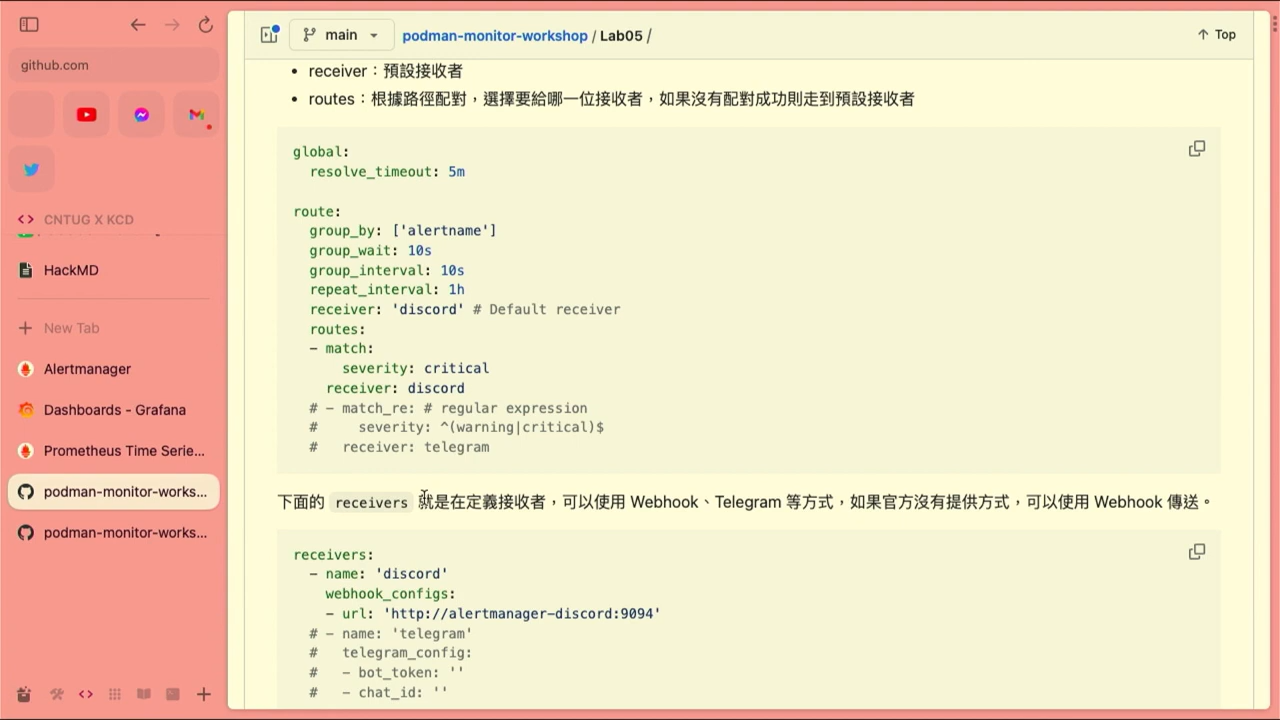 github.com
CNTUG X KCD
HackMD
New Tab
Alertmanager
Dashboards - Grafana
Prometheus Time Serie...
podman-monitor-works...
podman-monitor-works...
main
podman-monitor-workshop / Lab05 /
Top
• receiver：預設接收者
• routes：根據路徑配對，選擇要給哪一位接收者，如果沒有配對成功則走到預設接收者
global:
  resolve_timeout: 5m
route:
  group_by: ['alertname']
  group_wait: 10s
  group_interval: 10s
  repeat_interval: 1h
  receiver: 'discord' # Default receiver
  routes:
  - match:
      severity: critical
    receiver: discord
  # - match_re: # regular expression
  #     severity: ^(warning|critical)$
  #   receiver: telegram
下面的 receivers 就是在定義接收者，可以使用 Webhook、Telegram 等方式，如果官方沒有提供方式，可以使用 Webhook 傳送。
receivers:
  - name: 'discord'
    webhook_configs:
    - url: 'http://alertmanager-discord:9094'
  # - name: 'telegram'
  #   telegram_config:
  #   - bot_token: ''
  #   - chat_id: ''